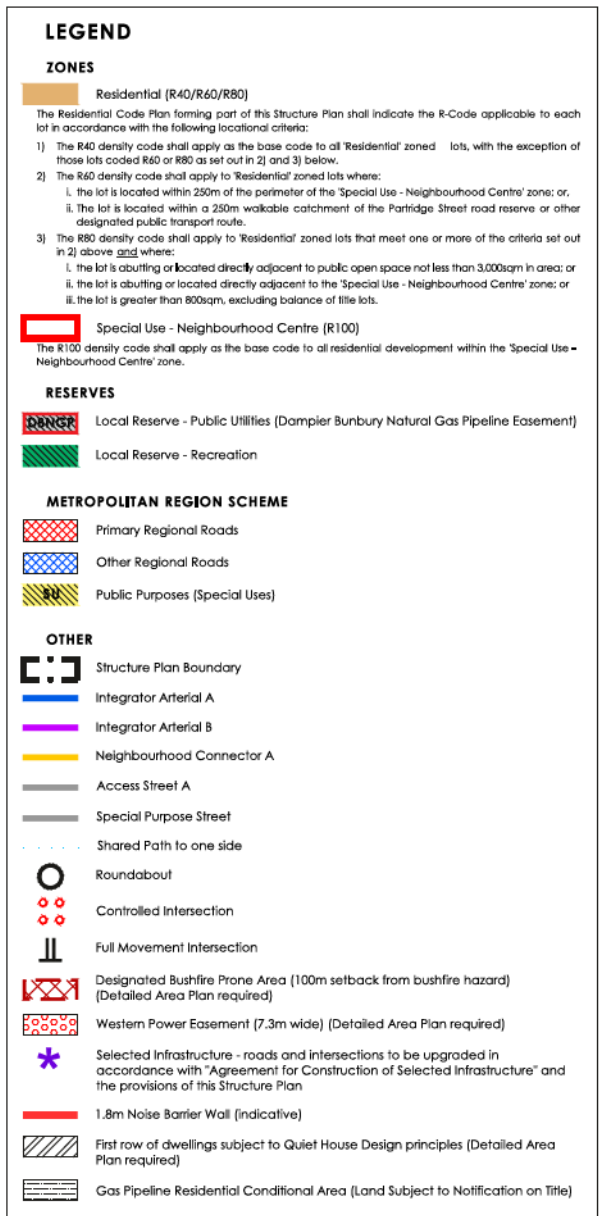 LEGEND
ZONES
Residential (R40/R60/R80)
The Residential Code Plan forming part of this Structure Plan shall indicate the R-Code applicable to each
lot in accordance with the following locational criteria:
1) The R40 density code shall apply as the base code to all 'Residential' zoned lots, with the exception of
those lots coded R60 or R80 as set out in 2) and 3) below.
2) The R60 density code shall apply to 'Residential' zoned lots where:
i. the lot is located within 250m of the perimeter of the 'Special Use - Neighbourhood Centre' zone; or,
ii. The lot is located within a 250m walkable catchment of the Partridge Street road reserve or other
designated public transport route.
3) The R80 density code shall apply to 'Residential' zoned lots that meet one or more of the criteria set out
in 2) above and where:
i. the lot is abutting or located directly adjacent to public open space not less than 3,000sqm in area; or
ii. the lot is abutting or located directly adjacent to the 'Special Use - Neighbourhood Centre' zone; or
iii. the lot is greater than 800sqm, excluding balance of title lots.
Special Use - Neighbourhood Centre (R100)
The R100 density code shall apply as the base code to all residential development within the 'Special Use –
Neighbourhood Centre' zone.
RESERVES
DBNGP Local Reserve - Public Utilities (Dampier Bunbury Natural Gas Pipeline Easement)
Local Reserve - Recreation
METROPOLITAN REGION SCHEME
Primary Regional Roads
Other Regional Roads
SU Public Purposes (Special Uses)
OTHER
Structure Plan Boundary
Integrator Arterial A
Integrator Arterial B
Neighbourhood Connector A
Access Street A
Special Purpose Street
Shared Path to one side
Roundabout
Controlled Intersection
Full Movement Intersection
Designated Bushfire Prone Area (100m setback from bushfire hazard)
(Detailed Area Plan required)
Western Power Easement (7.3m wide) (Detailed Area Plan required)
Selected Infrastructure - roads and intersections to be upgraded in
accordance with "Agreement for Construction of Selected Infrastructure" and
the provisions of this Structure Plan
1.8m Noise Barrier Wall (indicative)
First row of dwellings subject to Quiet House Design principles (Detailed Area
Plan required)
Gas Pipeline Residential Conditional Area (Land Subject to Notification on Title)